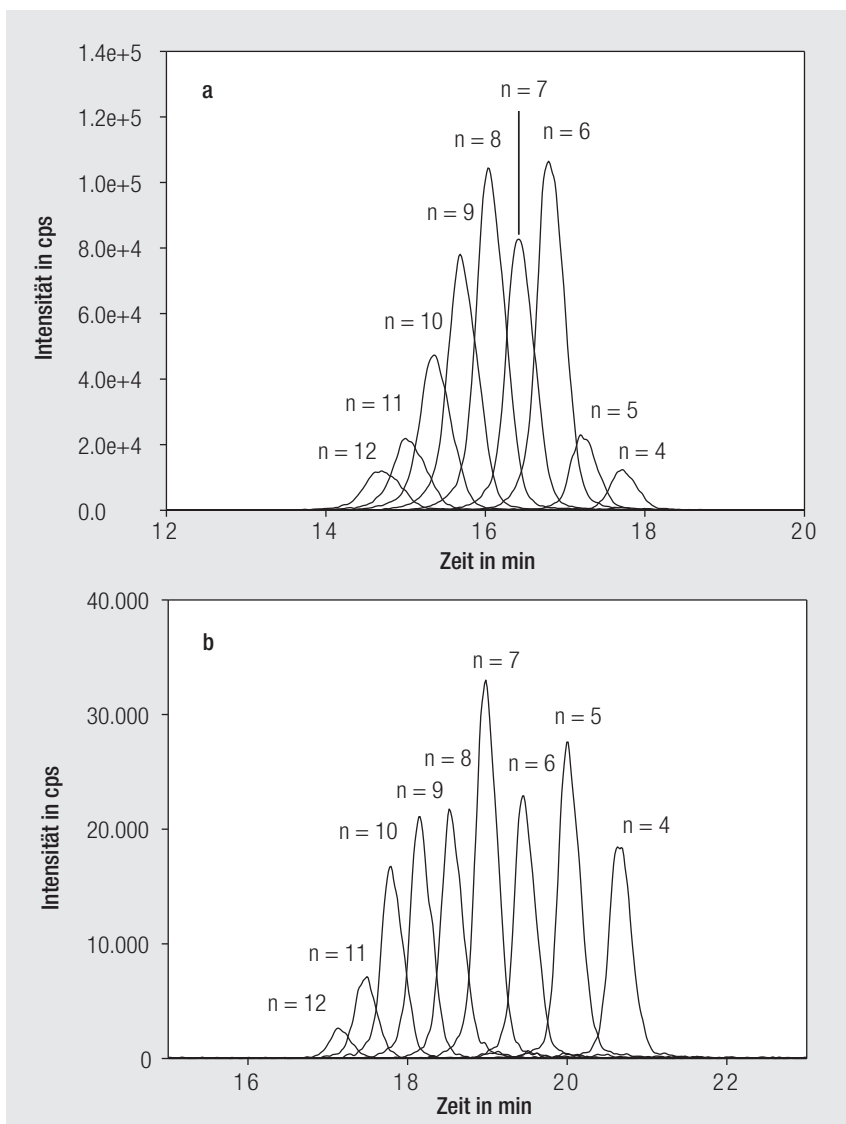 1.4e+5
a
n = 7
1.2e+5
n = 8
n = 6
1.0e+5
n = 9
8.0e+4
6.0e+4
n = 10
4.0e+4
n = 11
n = 5
2.0e+4
n = 12
n = 4
0.0
12 14 16 18 20
Zeit in min
Intensität in cps
40.000
b
n = 7
30.000
n = 5
n = 8
n = 6
n = 9
20.000
n = 10
n = 4
10.000
n = 11
n = 12
0
16 18 20 22
Zeit in min
Intensität in cps